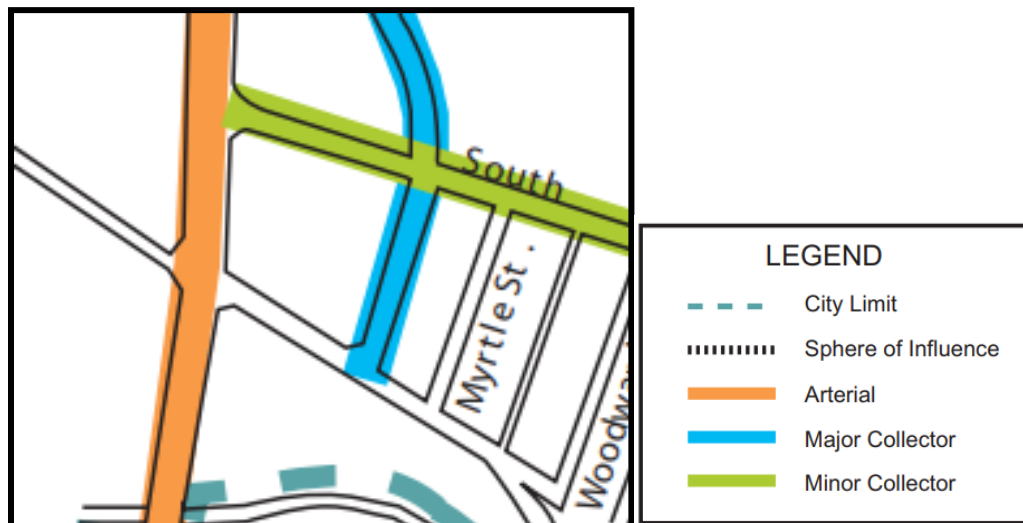 South
Myrtle St .
LEGEND
City Limit
Sphere of Influence
Arterial
Major Collector
Minor Collector